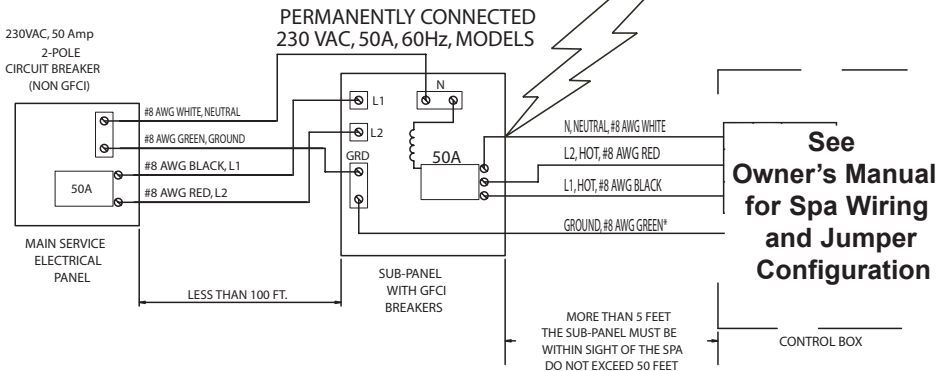 PERMANENTLY CONNECTED
230 VAC, 50A, 60Hz, MODELS
230VAC, 50 Amp
2-POLE
CIRCUIT BREAKER
(NON GFCI)
#8 AWG WHITE, NEUTRAL
#8 AWG GREEN, GROUND
#8 AWG BLACK, L1
#8 AWG RED, L2
50A
MAIN SERVICE
ELECTRICAL
PANEL
LESS THAN 100 FT.
N
L1
L2
GRD
50A
SUB-PANEL
WITH GFCI
BREAKERS
N, NEUTRAL, #8 AWG WHITE
L2, HOT, #8 AWG RED
L1, HOT, #8 AWG BLACK
GROUND, #8 AWG GREEN*
See
Owner's Manual
for Spa Wiring
and Jumper
Configuration
MORE THAN 5 FEET
THE SUB-PANEL MUST BE
WITHIN SIGHT OF THE SPA
DO NOT EXCEED 50 FEET
CONTROL BOX